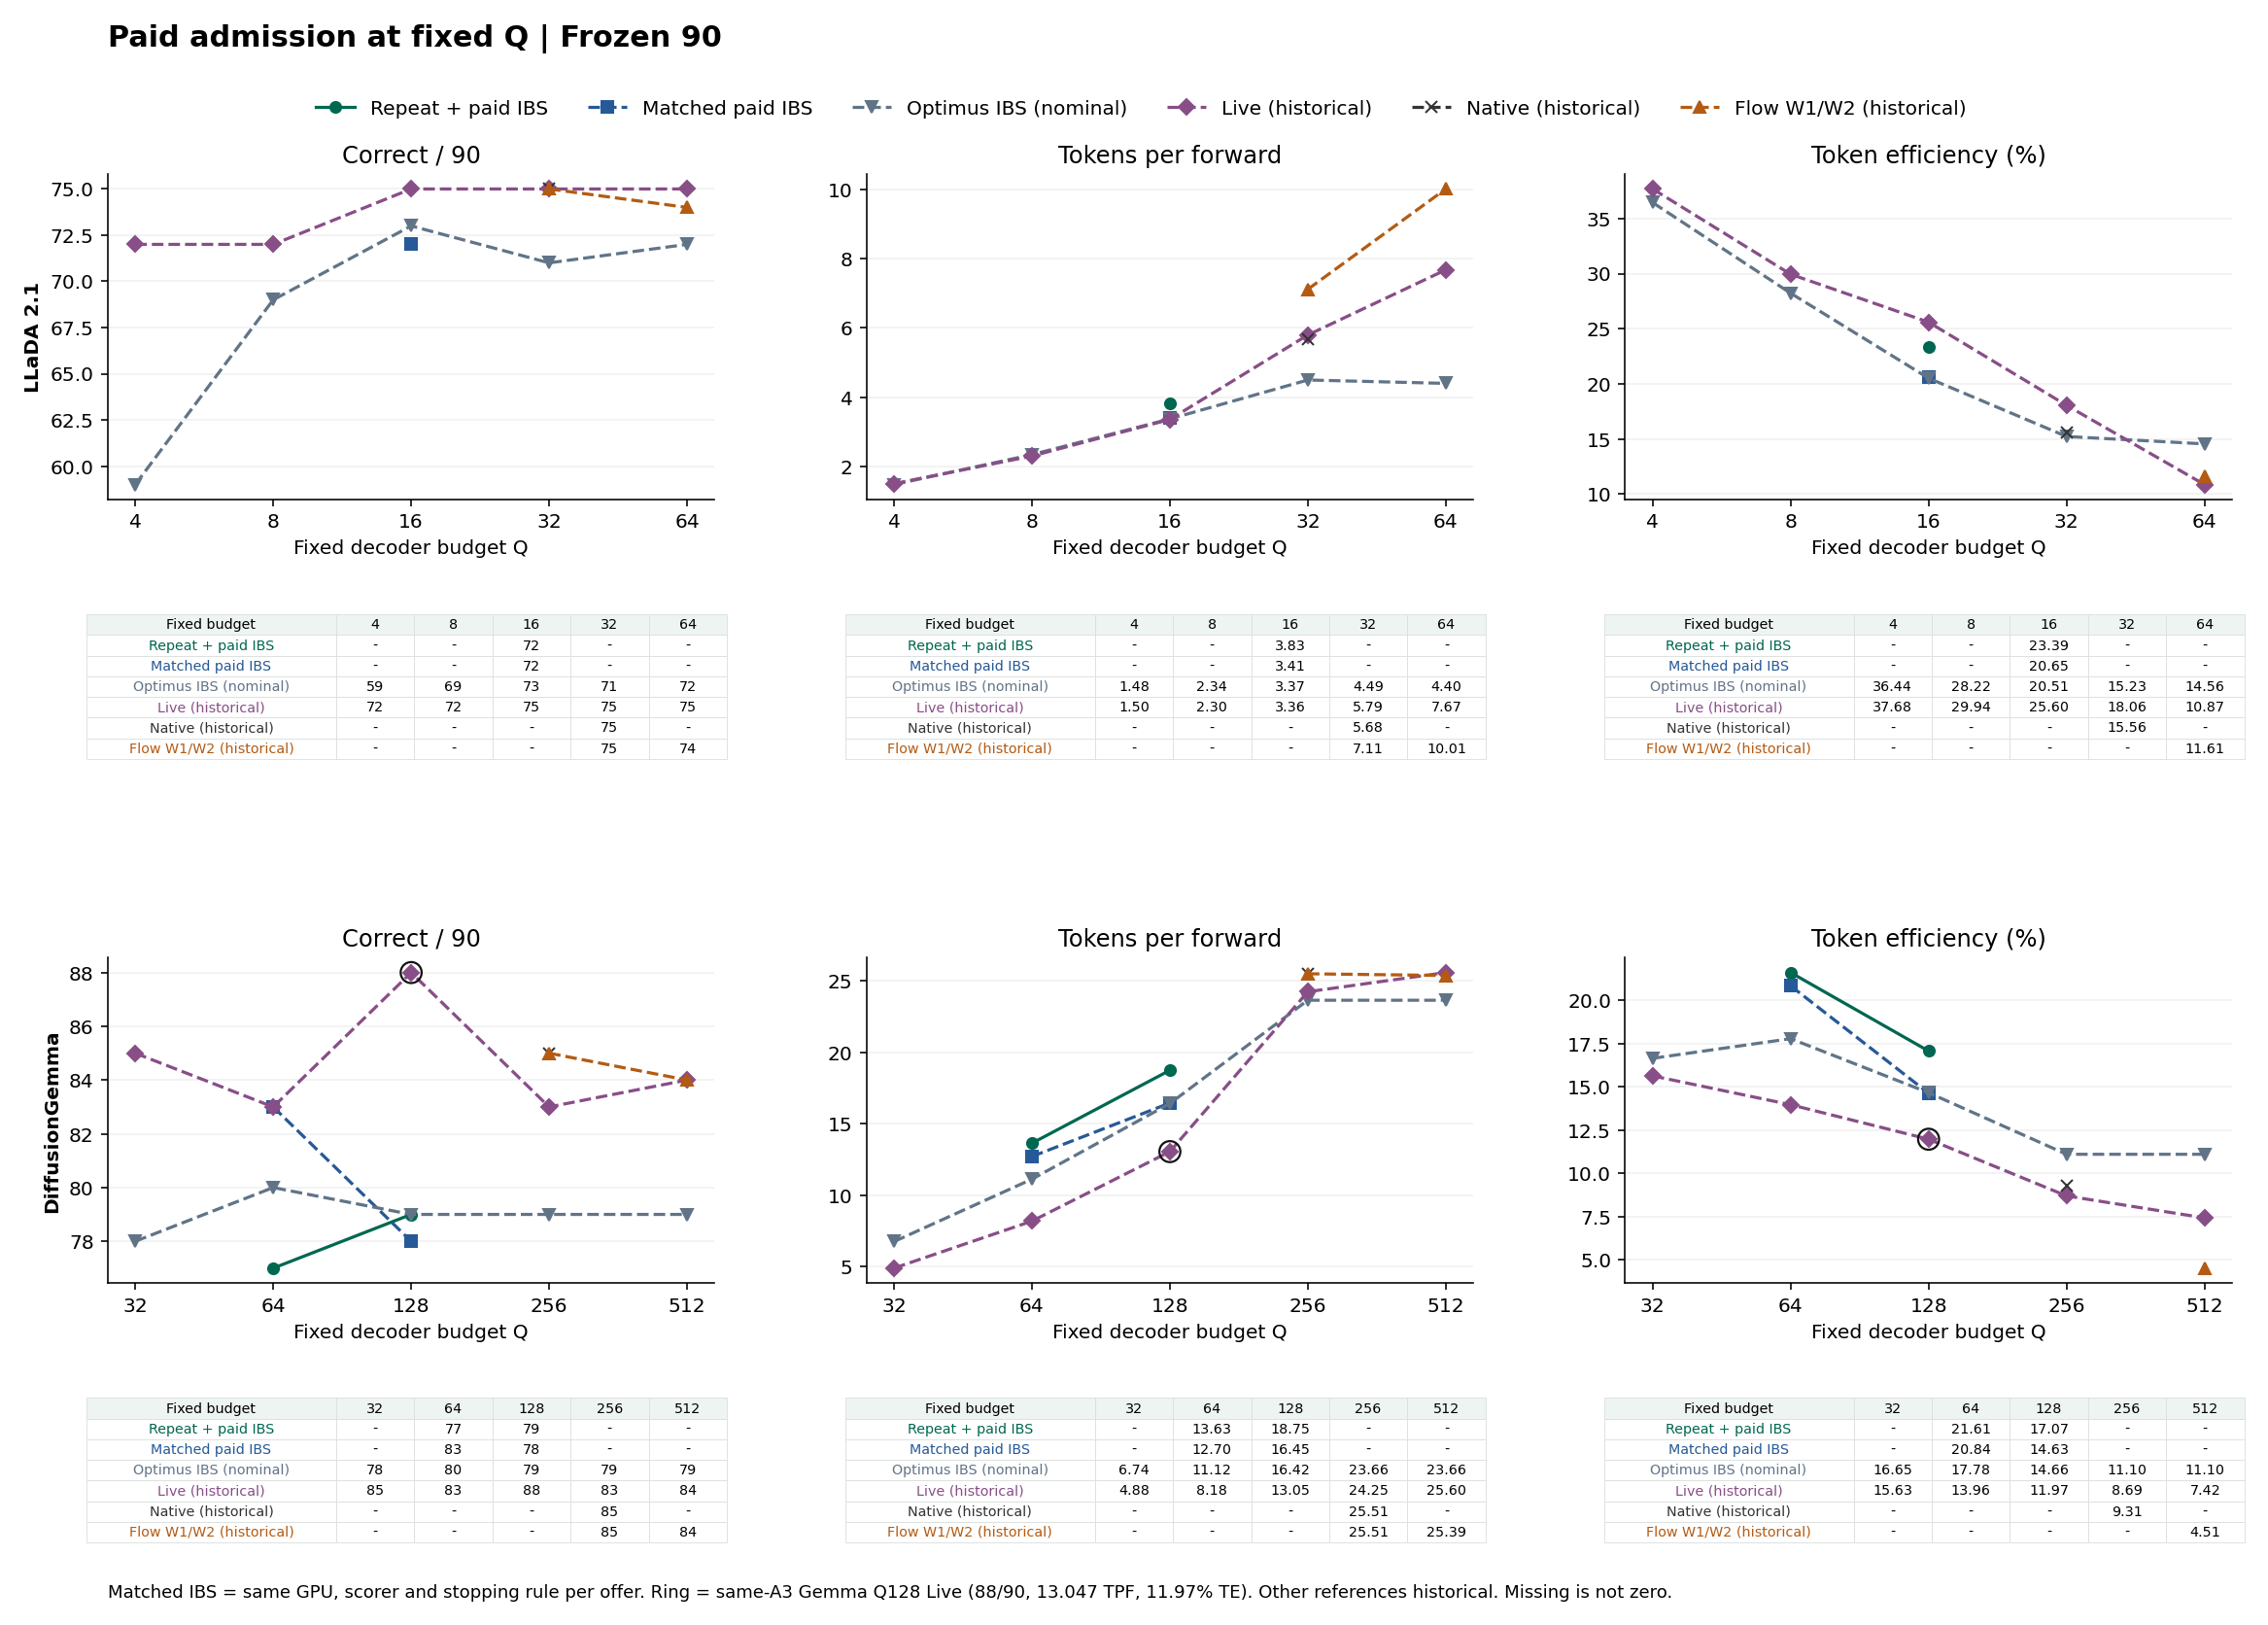 Paid admission at fixed Q | Frozen 90
Repeat + paid IBS Matched paid IBS Optimus IBS (nominal) Live (historical) Native (historical) Flow W1/W2 (historical)
Correct / 90
LLaDA 2.1
75.0
72.5
70.0
67.5
65.0
62.5
60.0
4 8 16 32 64
Fixed decoder budget Q
Tokens per forward
10
8
6
4
2
4 8 16 32 64
Fixed decoder budget Q
Token efficiency (%)
35
30
25
20
15
10
4 8 16 32 64
Fixed decoder budget Q
Fixed budget 4 8 16 32 64
Repeat + paid IBS - - 72 - -
Matched paid IBS - - 72 - -
Optimus IBS (nominal) 59 69 73 71 72
Live (historical) 72 72 75 75 75
Native (historical) - - - 75 -
Flow W1/W2 (historical) - - - 75 74
Fixed budget 4 8 16 32 64
Repeat + paid IBS - - 3.83 - -
Matched paid IBS - - 3.41 - -
Optimus IBS (nominal) 1.48 2.34 3.37 4.49 4.40
Live (historical) 1.50 2.30 3.36 5.79 7.67
Native (historical) - - - 5.68 -
Flow W1/W2 (historical) - - - 7.11 10.01
Fixed budget 4 8 16 32 64
Repeat + paid IBS - - 23.39 - -
Matched paid IBS - - 20.65 - -
Optimus IBS (nominal) 36.44 28.22 20.51 15.23 14.56
Live (historical) 37.68 29.94 25.60 18.06 10.87
Native (historical) - - - 15.56 -
Flow W1/W2 (historical) - - - - 11.61
Correct / 90
DiffusionGemma
88
86
84
82
80
78
32 64 128 256 512
Fixed decoder budget Q
Tokens per forward
25
20
15
10
5
32 64 128 256 512
Fixed decoder budget Q
Token efficiency (%)
20.0
17.5
15.0
12.5
10.0
7.5
5.0
32 64 128 256 512
Fixed decoder budget Q
Fixed budget 32 64 128 256 512
Repeat + paid IBS - 77 79 - -
Matched paid IBS - 83 78 - -
Optimus IBS (nominal) 78 80 79 79 79
Live (historical) 85 83 88 83 84
Native (historical) - - - 85 -
Flow W1/W2 (historical) - - - 85 84
Fixed budget 32 64 128 256 512
Repeat + paid IBS - 13.63 18.75 - -
Matched paid IBS - 12.70 16.45 - -
Optimus IBS (nominal) 6.74 11.12 16.42 23.66 23.66
Live (historical) 4.88 8.18 13.05 24.25 25.60
Native (historical) - - - 25.51 -
Flow W1/W2 (historical) - - - 25.51 25.39
Fixed budget 32 64 128 256 512
Repeat + paid IBS - 21.61 17.07 - -
Matched paid IBS - 20.84 14.63 - -
Optimus IBS (nominal) 16.65 17.78 14.66 11.10 11.10
Live (historical) 15.63 13.96 11.97 8.69 7.42
Native (historical) - - - 9.31 -
Flow W1/W2 (historical) - - - - 4.51
Matched IBS = same GPU, scorer and stopping rule per offer. Ring = same-A3 Gemma Q128 Live (88/90, 13.047 TPF, 11.97% TE). Other references historical. Missing is not zero.